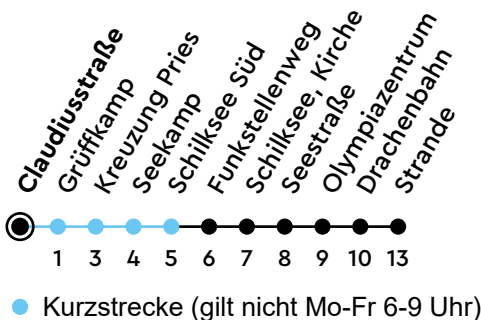 Claudiusstraße
Grüffkamp
Kreuzung Pries
Seekamp
Schilksee Süd
Funkstellenweg
Schilksee, Kirche
Seestraße
Olympiazentrum
Drachenbahn
Strande
1 3 4 5 6 7 8 9 10 13
Kurzstrecke (gilt nicht Mo-Fr 6-9 Uhr)